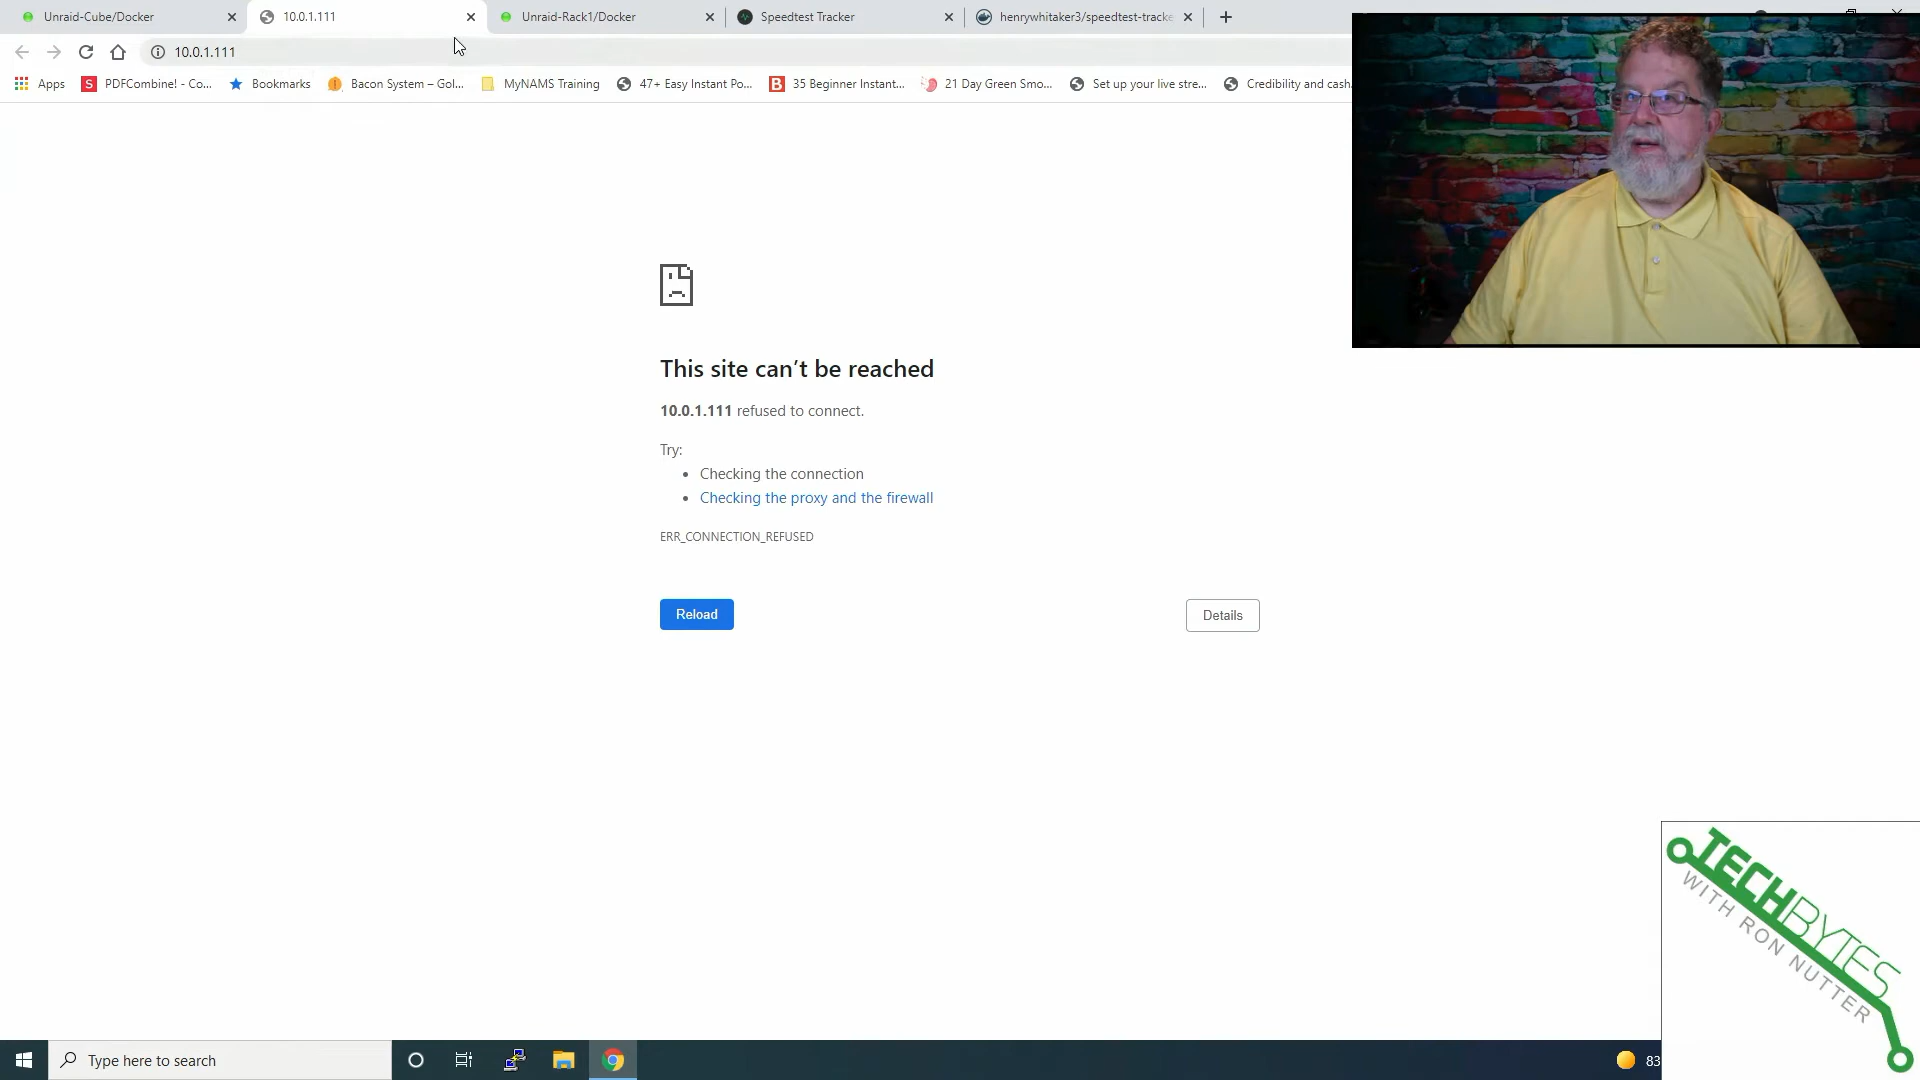 Unraid-Cube/Docker
10.0.1.111
Unraid-Rack1/Docker
Speedtest Tracker
henrywhitaker3/speedtest-tracke
10.0.1.111
Apps
PDFCombine! - Co...
Bookmarks
Bacon System – Gol...
MyNAMS Training
47+ Easy Instant Po...
35 Beginner Instant...
21 Day Green Smo...
Set up your live stre...
Credibility and cash
This site can’t be reached
10.0.1.111 refused to connect.
Try:
• Checking the connection
• Checking the proxy and the firewall
ERR_CONNECTION_REFUSED
Reload
Details
TECHBYTES
WITH RON NUTTER
Type here to search
83